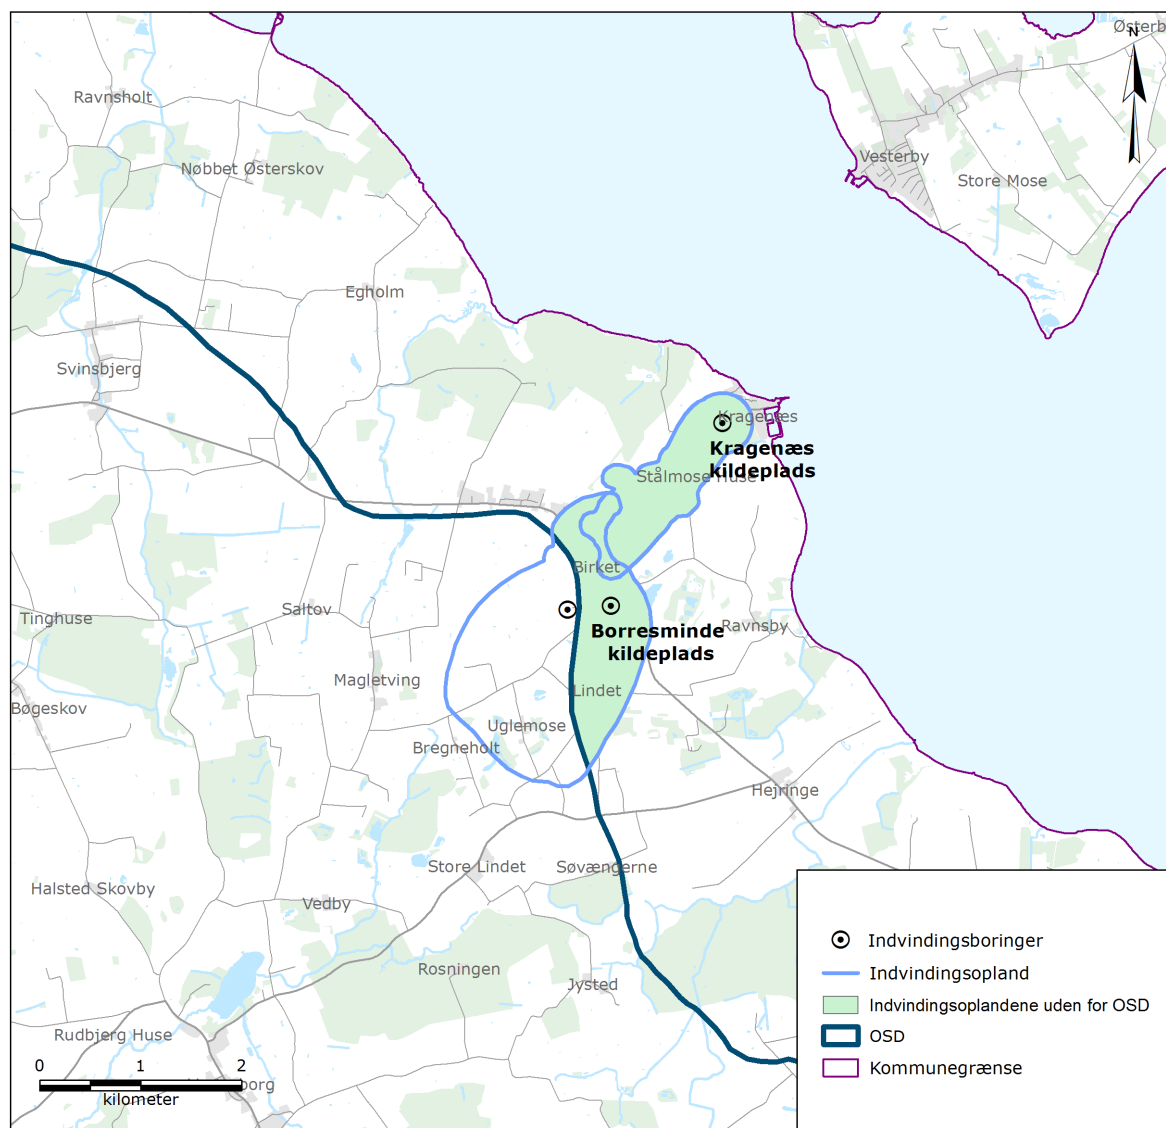 Østerb
N
Ravnsholt
Vesterby
Nøbbet Østerskov
Store Mose
Egholm
Svinsbjerg
Kragenæs
Kragenæs
kildeplads
Stålmose Huse
Birket
Saltov
Tinghuse
Ravnsby
Borresminde
kildeplads
Magletving
Lindet
Bøgeskov
Uglemose
Bregneholt
Hejringe
Store Lindet
Søvængerne
Halsted Skovby
Vedby
Rosningen
Jysted
Rudbjerg Huse
borg
0 1 2
kilometer
Indvindingsboringer
Indvindingsopland
Indvindingsoplandene uden for OSD
OSD
Kommunegrænse